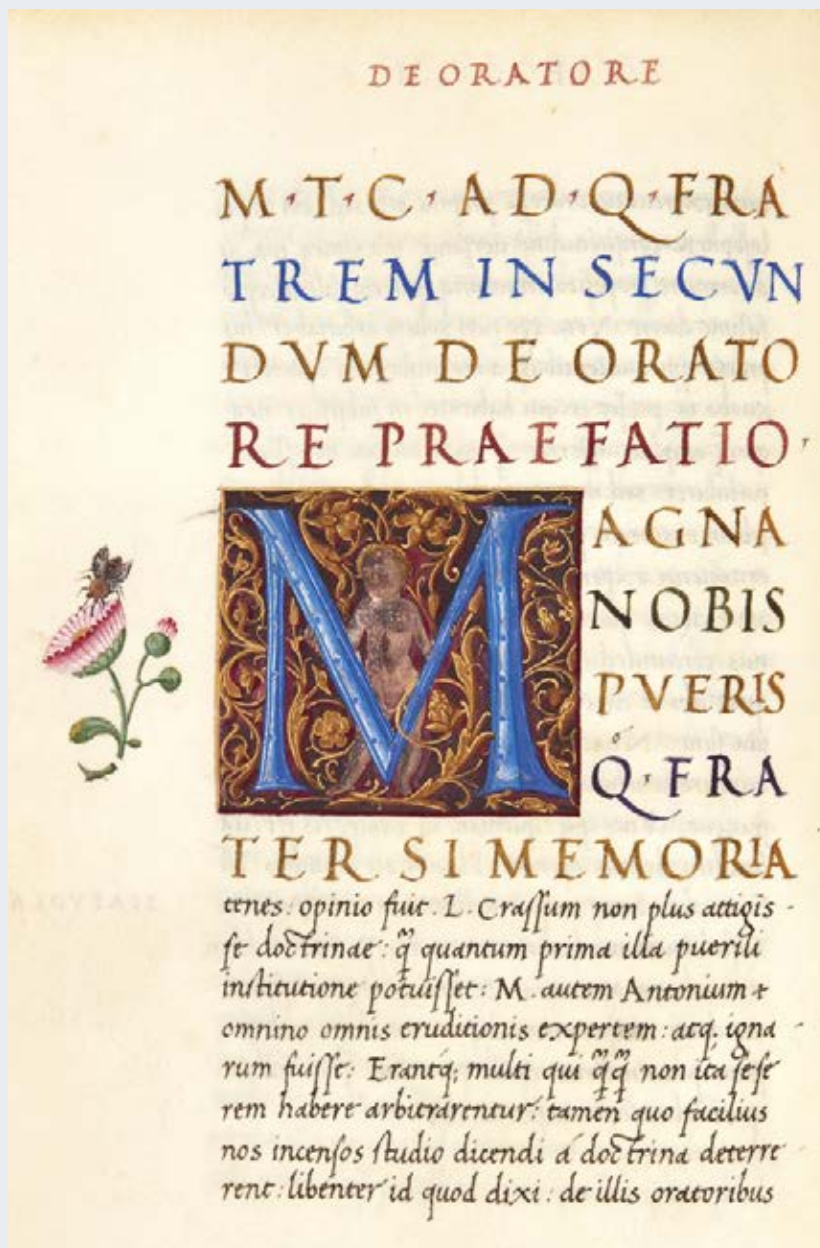 DE ORATORE
M·T·C·AD·Q·FRA
TREM IN SECVN
DVM DE ORATO
RE PRAEFATIO·
MAGNA
NOBIS
PVERIS
Q·FRA
TER. SI MEMORIA
tenes: opinio fuit. L. Crassum non plus attigis-
se doctrinae: q̃ quantum prima illa puerili
institutione potuisset: M. autem Antonium
omnino omnis eruditionis expertem: atq. igna-
rum fuisse: Erantq; multi qui q̃q̃ non ita sese
rem habere arbitrarentur: tamen quo facilius
nos incensos studio dicendi á doctrina deterre
rent: libenter id quod dixi: de illis oratoribus